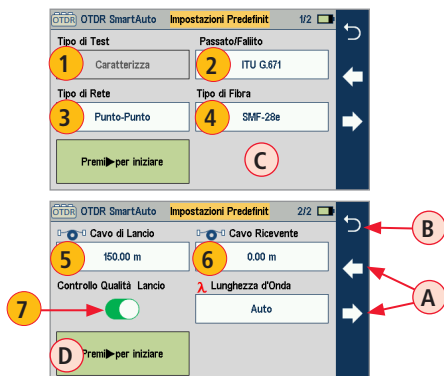 OTDR OTDR SmartAuto Impostazioni Predefinit 1/2
Tipo di Test Passato/Fallito
1 Caratterizza 2 ITU G.671
Tipo di Rete Tipo di Fibra
3 Punto-Punto 4 SMF-28e
Premi▶per iniziare C
OTDR OTDR SmartAuto Impostazioni Predefinit 2/2
B
Cavo di Lancio Cavo Ricevente
5 150.00 m 6 0.00 m
Controllo Qualità Lancio λ Lunghezza d'Onda
A
7 Auto
D Premi▶per iniziare